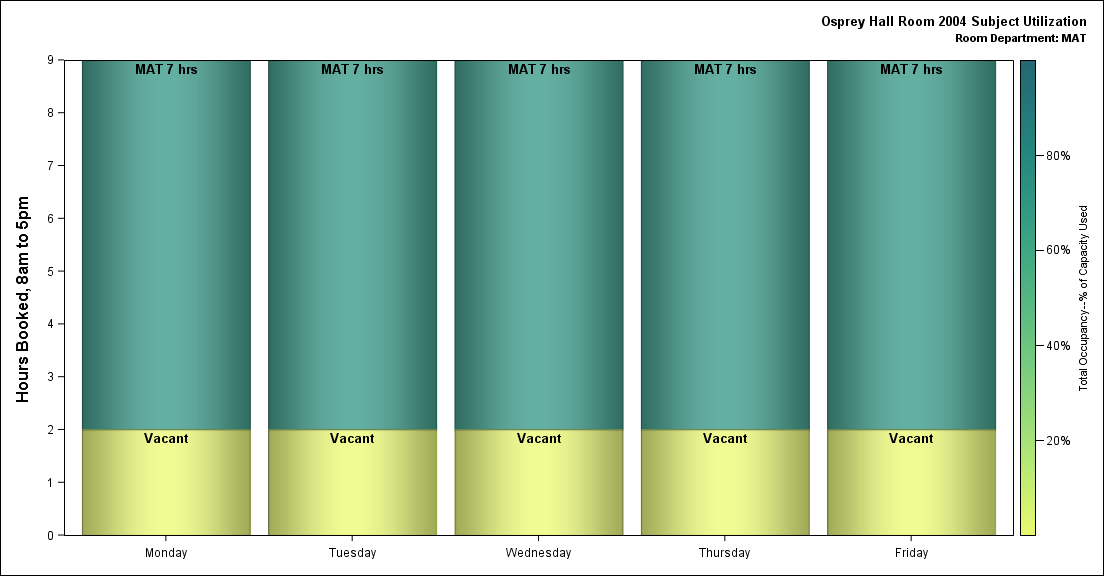 Osprey Hall Room 2004 Subject Utilization
Room Department: MAT
Hours Booked, 8am to 5pm
9
8
7
6
5
4
3
2
1
0
MAT 7 hrs
MAT 7 hrs
MAT 7 hrs
MAT 7 hrs
MAT 7 hrs
Vacant
Vacant
Vacant
Vacant
Vacant
Monday
Tuesday
Wednesday
Thursday
Friday
80%
60%
40%
20%
Total Occupancy--% of Capacity Used